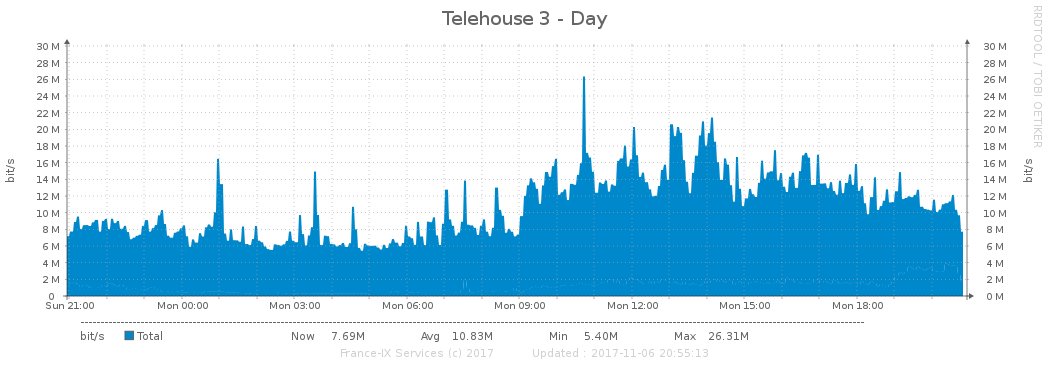 Telehouse 3 - Day
RRDTOOL / TOBI OETIKER
bit/s
30 M 30 M
28 M 28 M
26 M 26 M
24 M 24 M
22 M 22 M
20 M 20 M
18 M 18 M
16 M 16 M
14 M 14 M
12 M 12 M
10 M 10 M
8 M 8 M
6 M 6 M
4 M 4 M
2 M 2 M
0 0 M
bit/s
Sun 21:00 Mon 00:00 Mon 03:00 Mon 06:00 Mon 09:00 Mon 12:00 Mon 15:00 Mon 18:00
bit/s Total Now 7.69M Avg 10.83M Min 5.40M Max 26.31M
France-IX Services (c) 2017 Updated : 2017-11-06 20:55:13